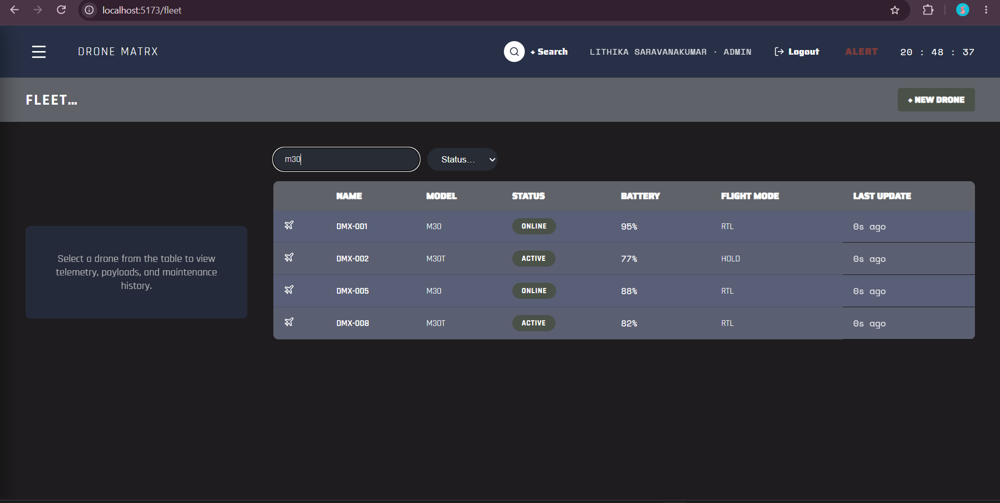 localhost:5173/fleet
DRONE MATRX
+ Search
LITHIKA SARAVANAKUMAR · ADMIN
Logout
ALERT
20 : 48 : 37
FLEET...
+ NEW DRONE
m30
Status...
NAME MODEL STATUS BATTERY FLIGHT MODE LAST UPDATE
DMX-001 M30 ONLINE 95% RTL 0s ago
DMX-002 M30T ACTIVE 77% HOLD 0s ago
DMX-005 M30 ONLINE 88% RTL 0s ago
DMX-008 M30T ACTIVE 82% RTL 0s ago
Select a drone from the table to view
telemetry, payloads, and maintenance
history.